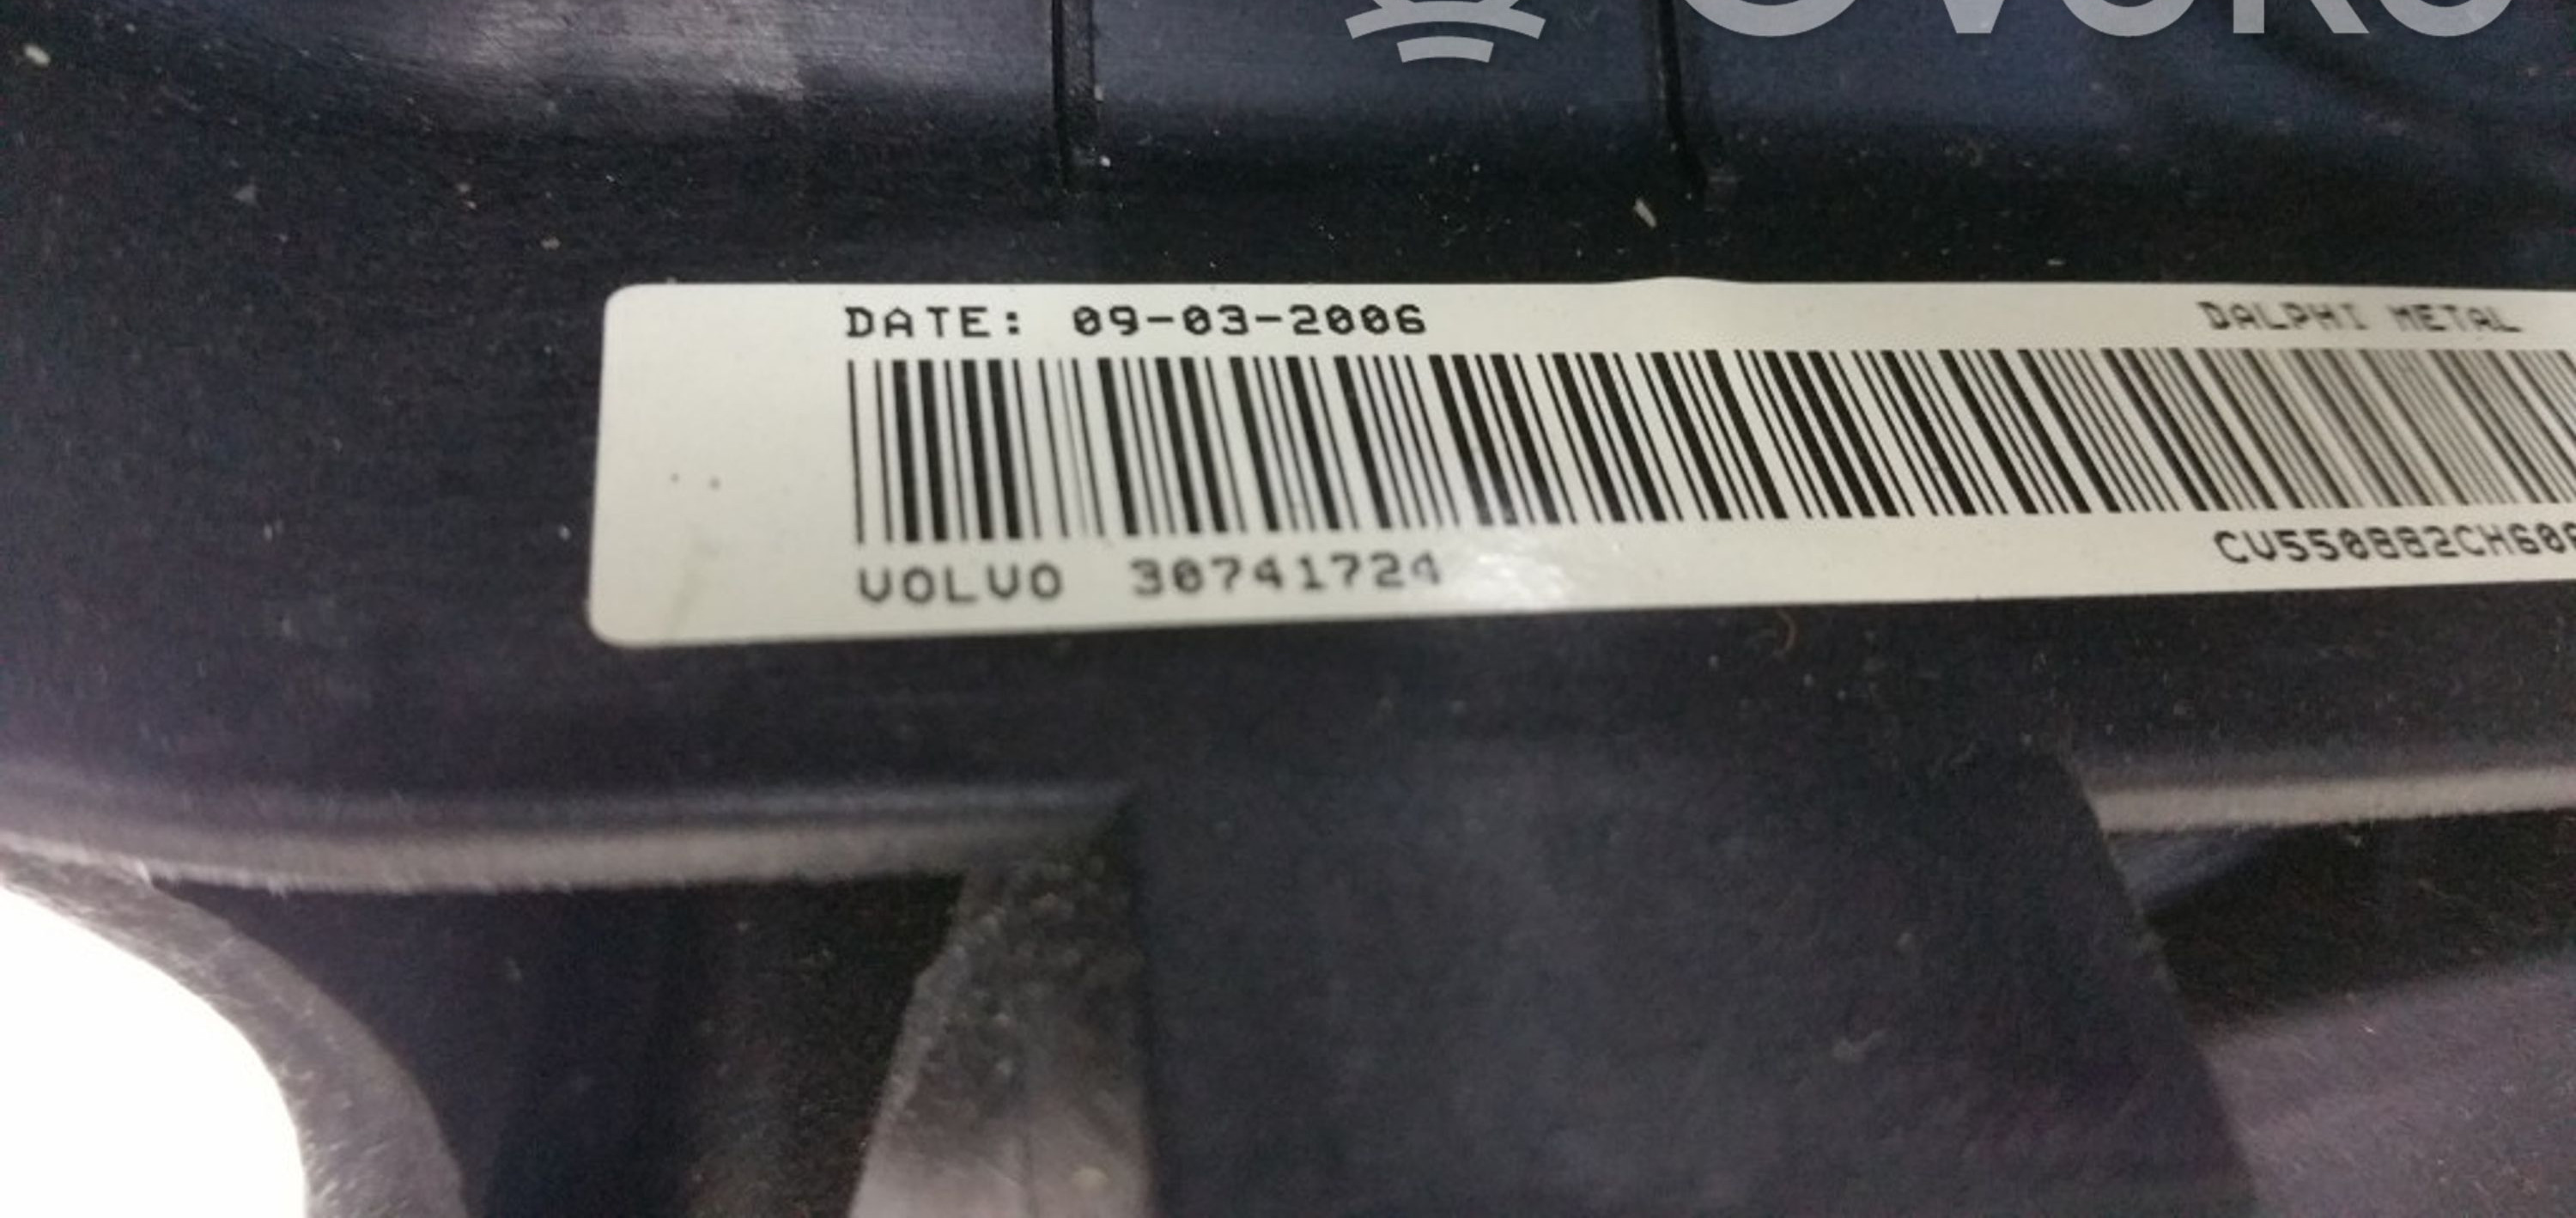 DATE: 09-03-2006
DALPHI METAL
VOLVO 30741724